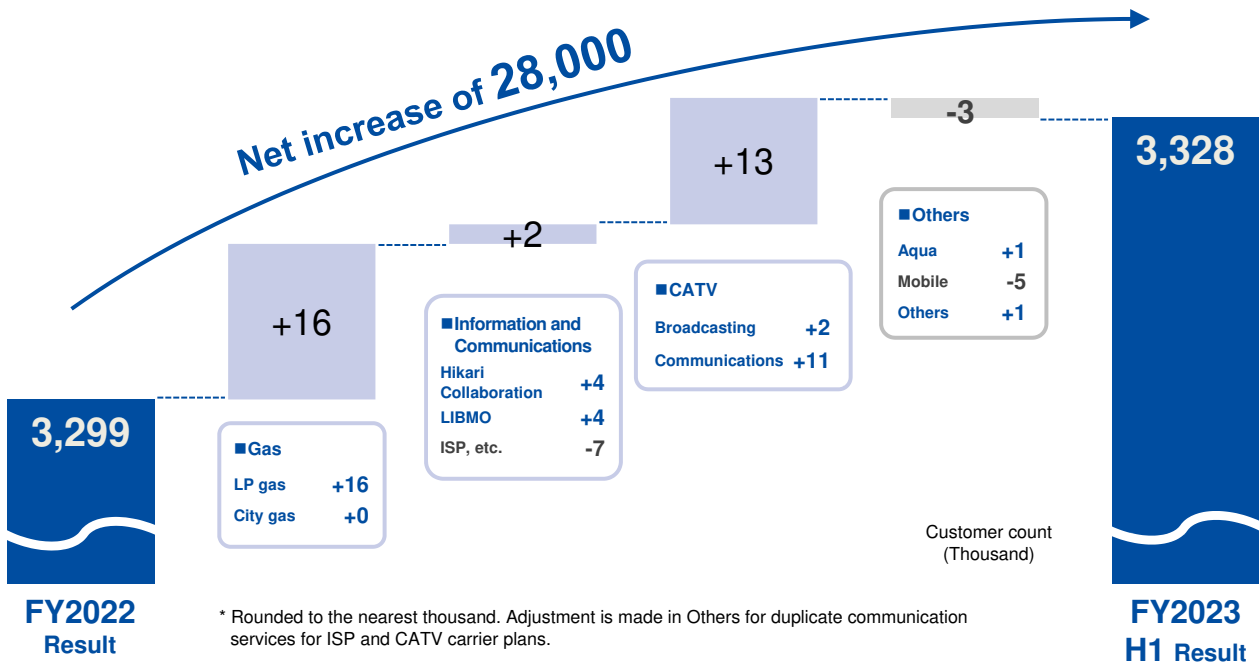 Net increase of 28,000
3,299
+16
+2
+13
-3
3,328
■Gas
LP gas +16
City gas +0
■Information and
Communications
Hikari
Collaboration +4
LIBMO +4
ISP, etc. -7
■CATV
Broadcasting +2
Communications +11
■Others
Aqua +1
Mobile -5
Others +1
Customer count
(Thousand)
FY2022
Result
* Rounded to the nearest thousand. Adjustment is made in Others for duplicate communication
services for ISP and CATV carrier plans.
FY2023
H1 Result